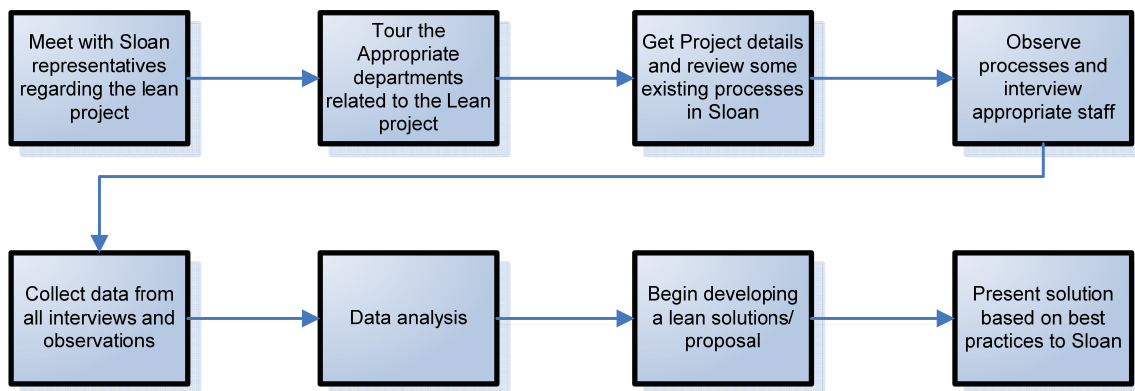 Meet with Sloan
representatives
regarding the lean
project
Tour the
Appropriate
departments
related to the Lean
project
Get Project details
and review some
existing processes
in Sloan
Observe
processes and
interview
appropriate staff
Collect data from
all interviews and
observations
Data analysis
Begin developing
a lean solutions/
proposal
Present solution
based on best
practices to Sloan